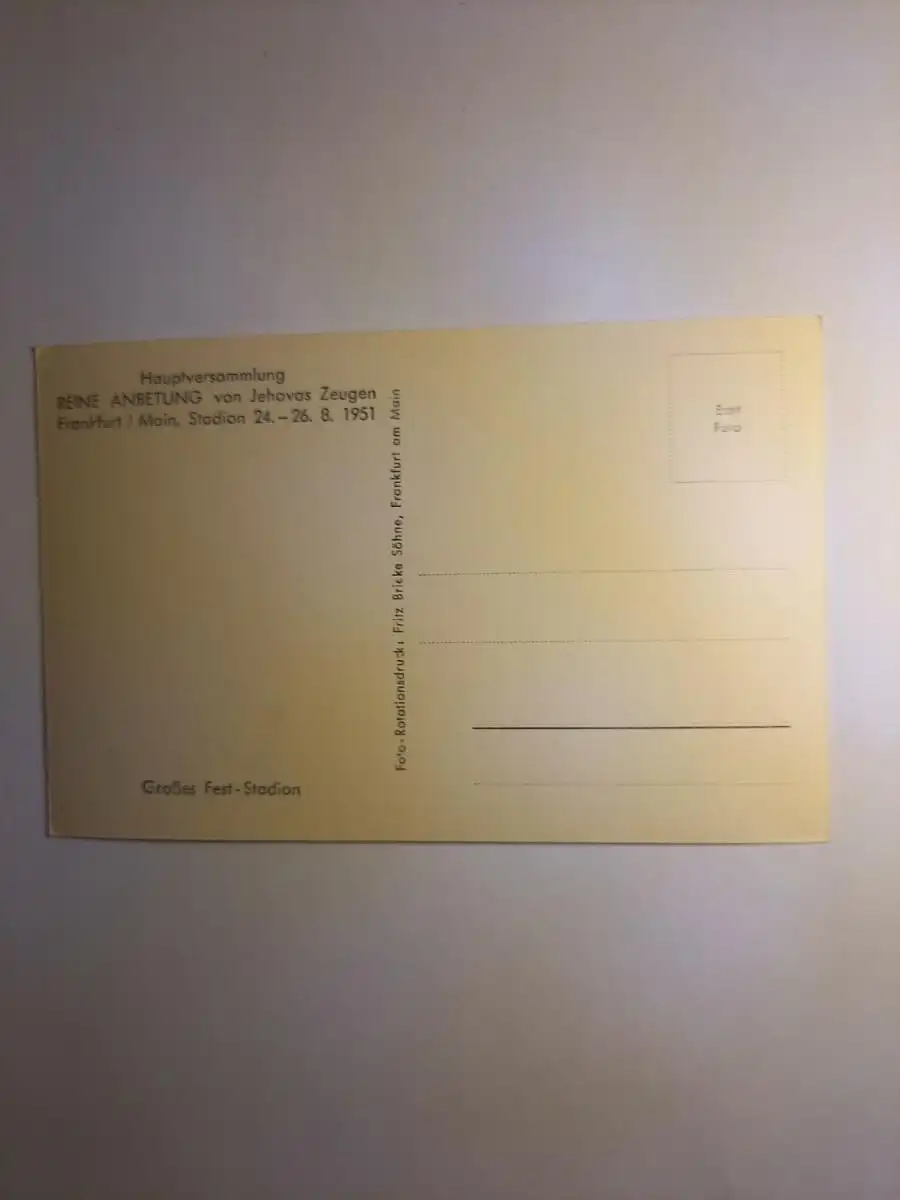 Hauptversammlung
REINE ANBETUNG von Jehovas Zeugen
Frankfurt / Main, Stadion 24. – 26. 8. 1951
Großes Fest-Stadion
Foto-Rotationsdruck: Fritz Bricke Söhne, Frankfurt am Main
Foto